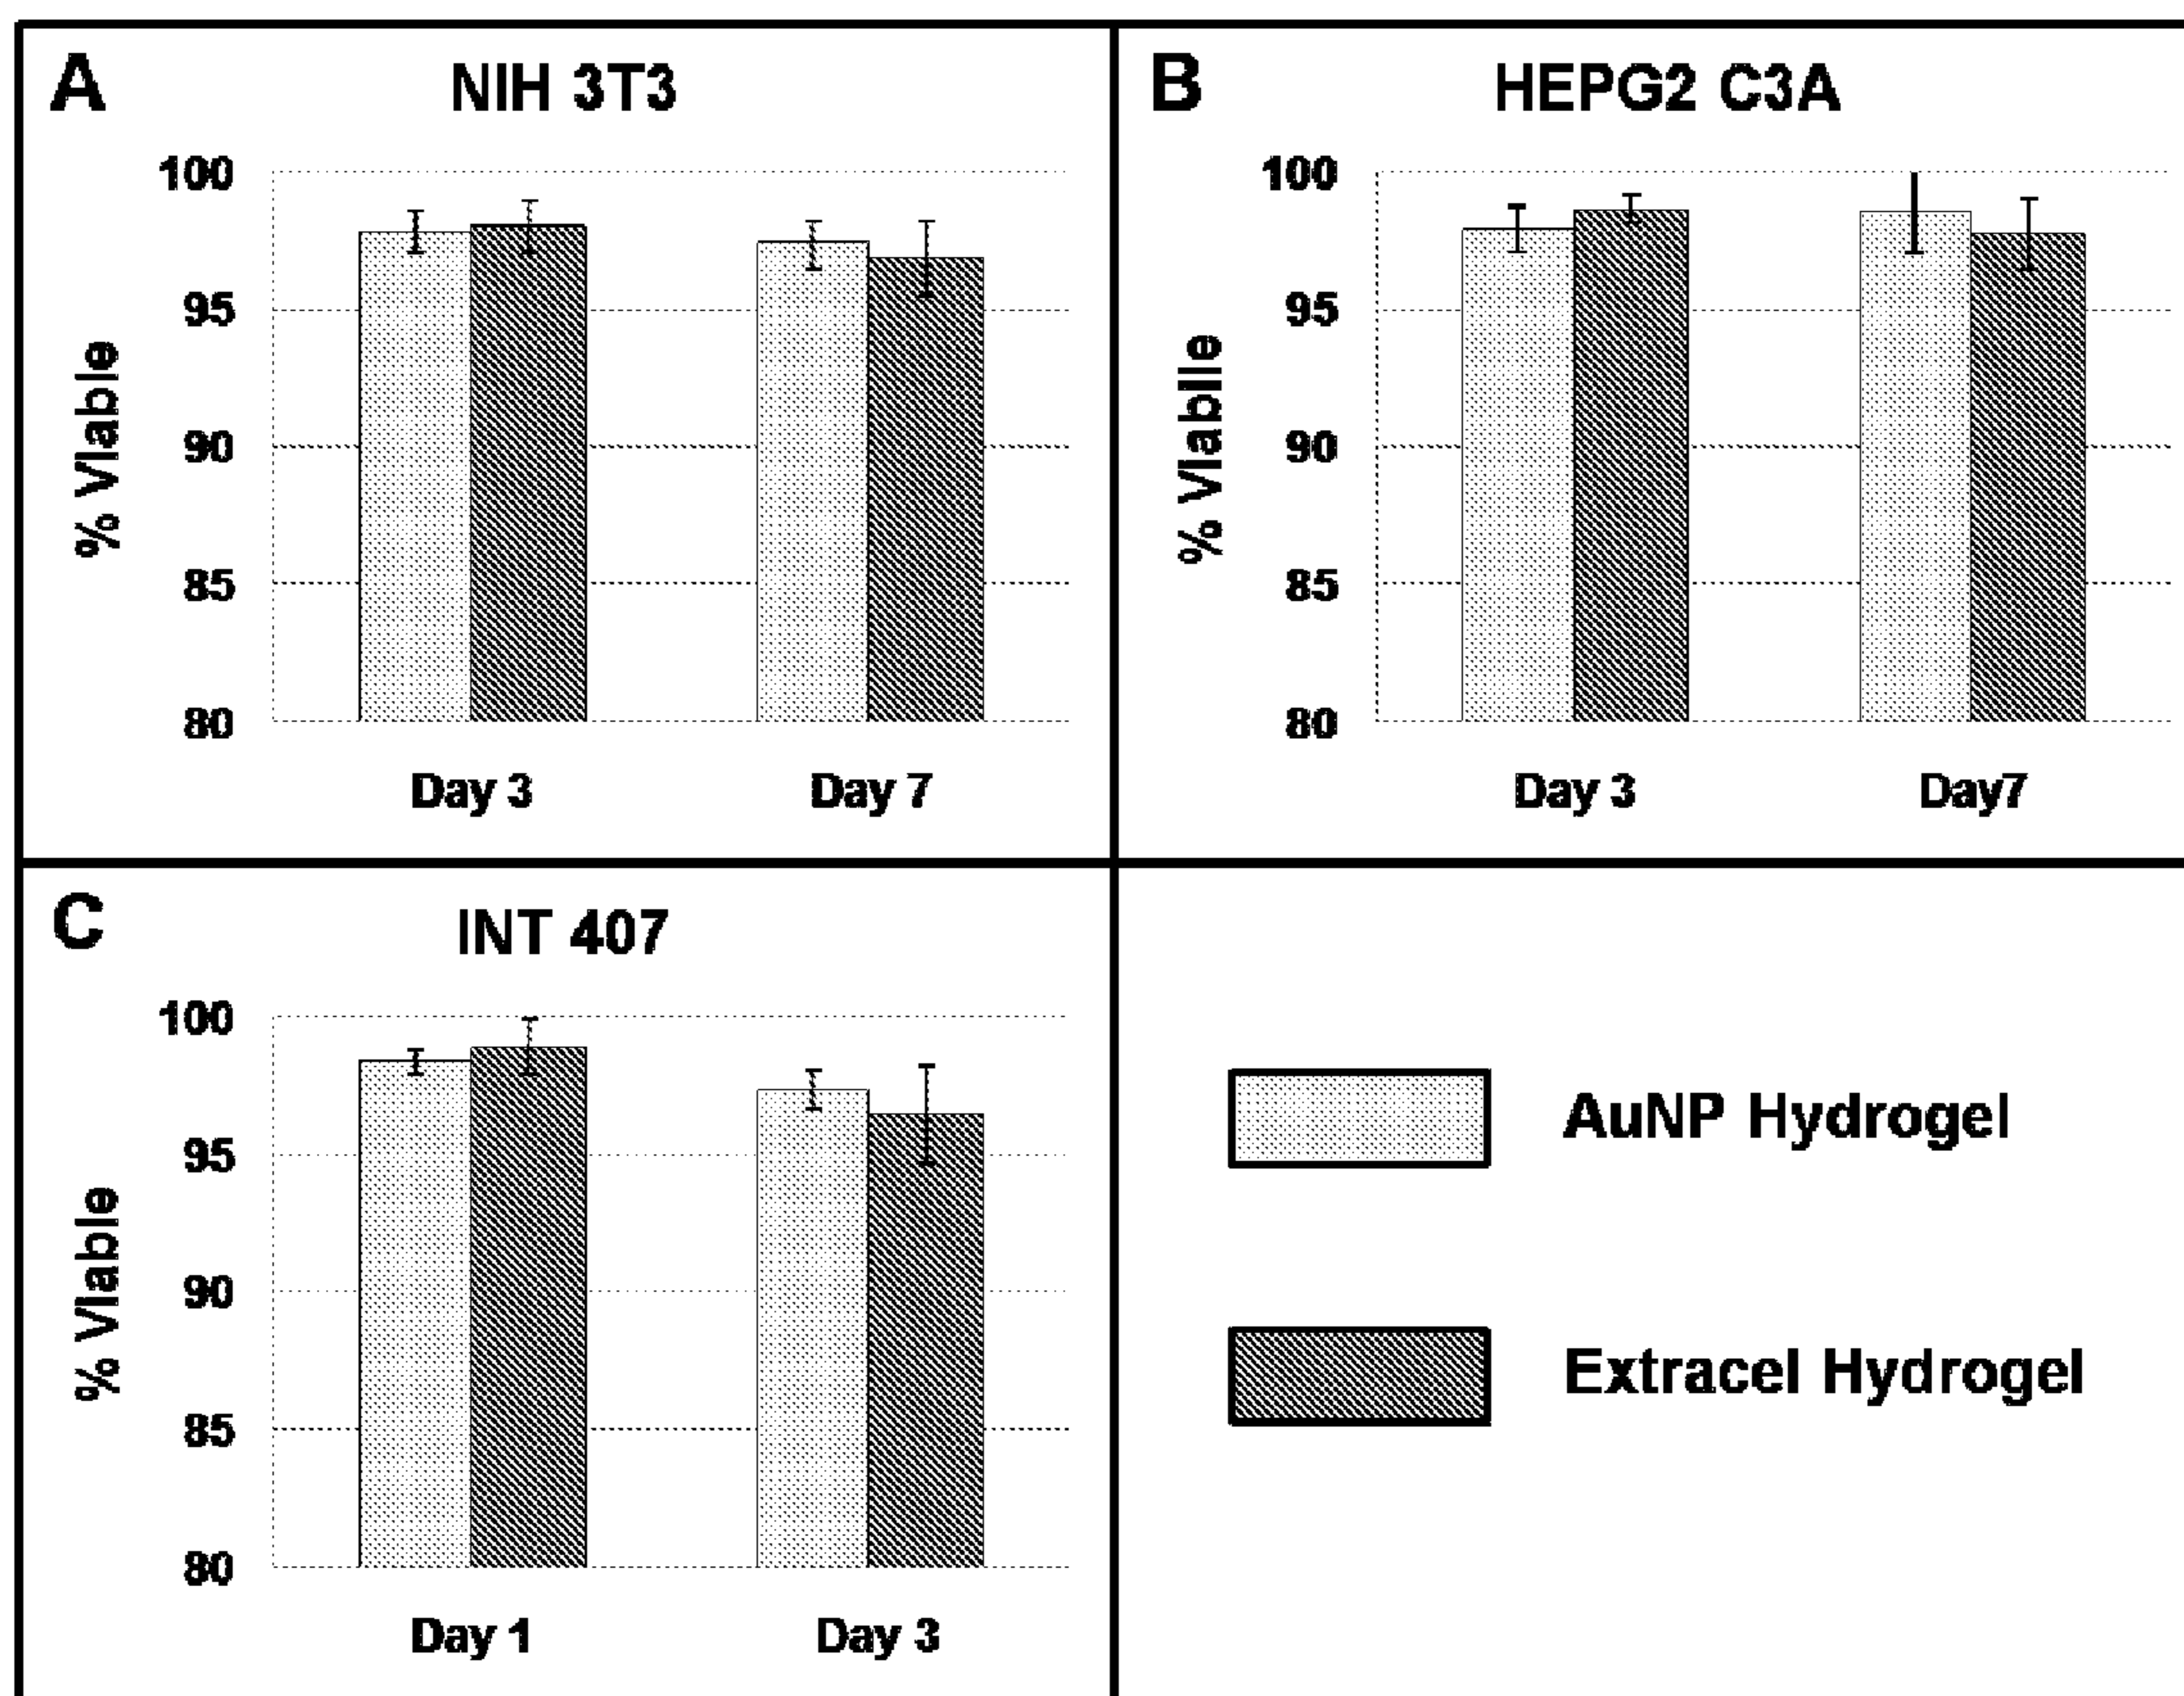 A
NIH 3T3
100
95
90
85
80
% Viable
Day 3
Day 7
B
HEPG2 C3A
100
95
90
85
80
% Viablle
Day 3
Day7
C
INT 407
100
95
90
85
80
% Viable
Day 1
Day 3
AuNP Hydrogel
Extracel Hydrogel